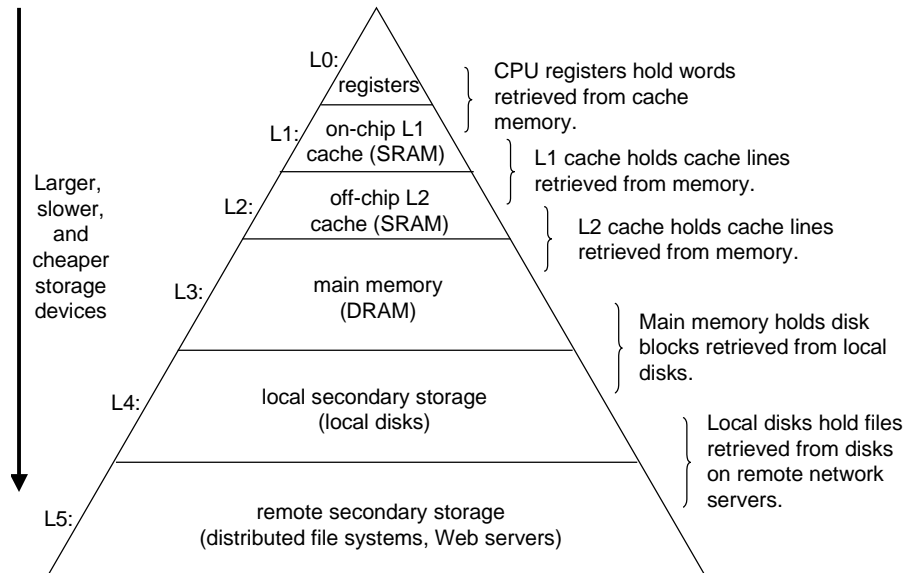 L0:
registers
CPU registers hold words
retrieved from cache
memory.
L1:
on-chip L1
cache (SRAM)
L1 cache holds cache lines
retrieved from memory.
Larger,
slower,
and
cheaper
storage
devices
L2:
off-chip L2
cache (SRAM)
L2 cache holds cache lines
retrieved from memory.
L3:
main memory
(DRAM)
Main memory holds disk
blocks retrieved from local
disks.
L4:
local secondary storage
(local disks)
Local disks hold files
retrieved from disks
on remote network
servers.
L5:
remote secondary storage
(distributed file systems, Web servers)